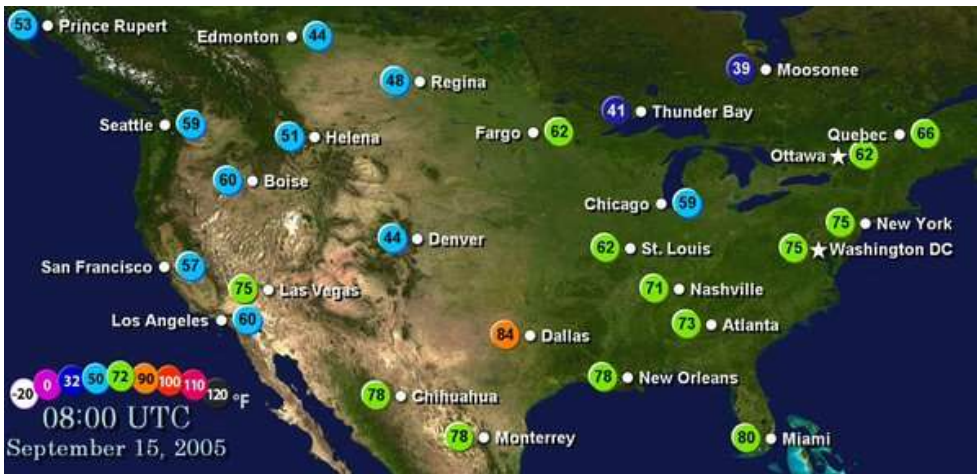 53 Prince Rupert
Edmonton 44
48 Regina
39 Moosonee
41 Thunder Bay
Seattle 59
51 Helena
Fargo 62
Quebec 66
Ottawa 62
60 Boise
Chicago 59
75 New York
44 Denver
62 St. Louis
75 Washington DC
San Francisco 57
75 Las Vegas
71 Nashville
Los Angeles 60
84 Dallas
73 Atlanta
78 New Orleans
78 Chihuahua
-20 0 32 50 72 90 100 110 120 °F
08:00 UTC
78 Monterrey
80 Miami
September 15, 2005